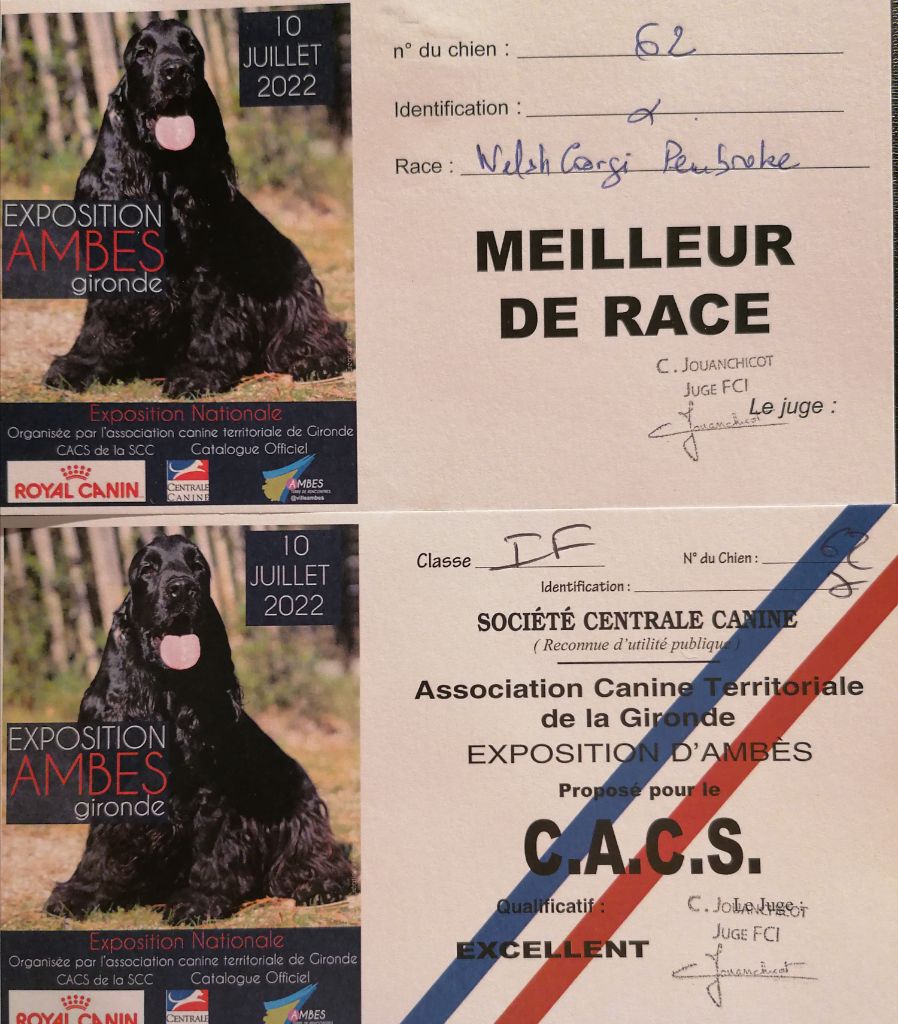 10
JUILLET
2022
EXPOSITION
AMBES
gironde
Exposition Nationale
Organisée par l'association canine territoriale de Gironde
CACS de la SCC Catalogue Officiel
ROYAL CANIN
CENTRALE
CANINE
AMBES
TERRE DE RENCONTRES
@villeambes
n° du chien : 62
Identification :
Race : Welsh Corgi Pembroke
MEILLEUR
DE RACE
C. JOUANCHICOT
JUGE FCI
Le juge :
Jouanchicot
10
JUILLET
2022
EXPOSITION
AMBES
gironde
Exposition Nationale
Organisée par l'association canine territoriale de Gironde
CACS de la SCC Catalogue Officiel
ROYAL CANIN
CENTRALE
AMBES
Classe IF N° du Chien : 62
Identification :
SOCIÉTÉ CENTRALE CANINE
( Reconnue d'utilité publique )
Association Canine Territoriale
de la Gironde
EXPOSITION D'AMBÈS
Proposé pour le
C.A.C.S.
Qualificatif : Le Juge :
C. JOUANCHICOT
JUGE FCI
EXCELLENT
Jouanchicot